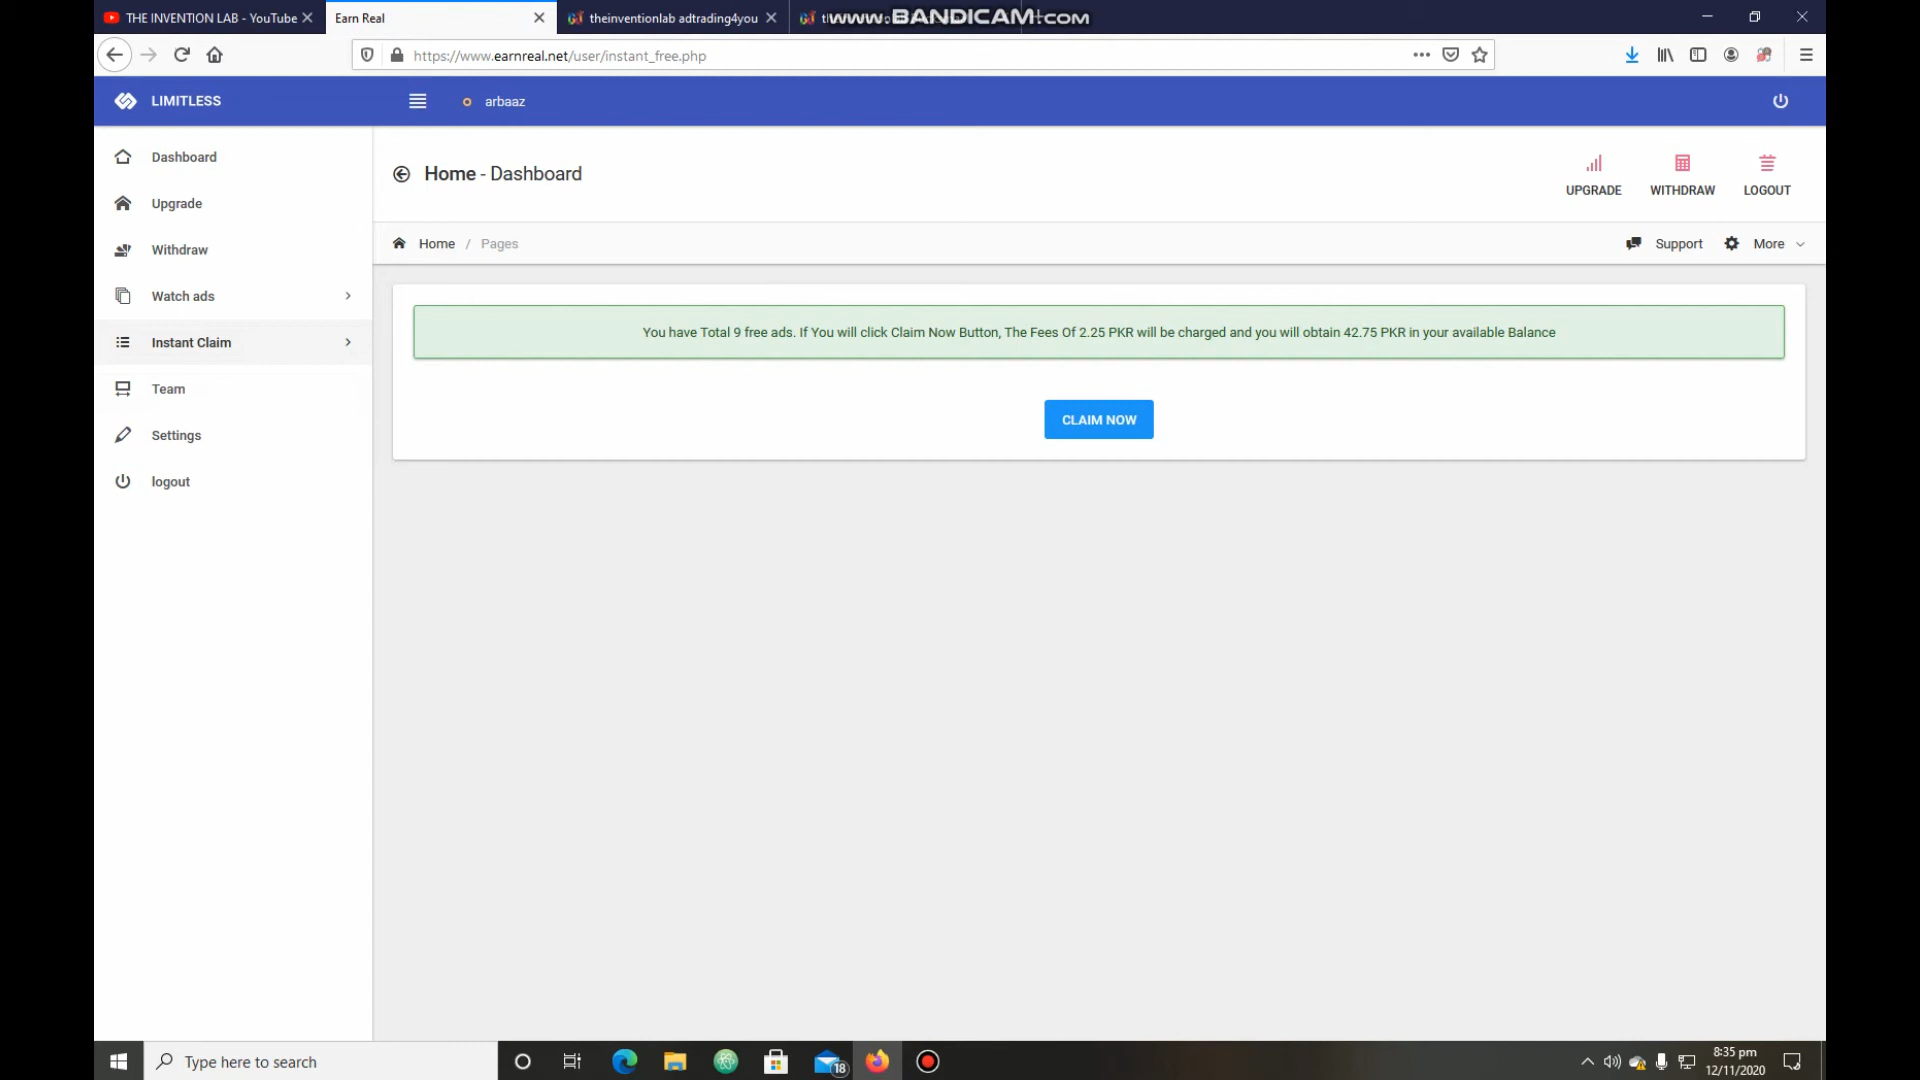 THE INVENTION LAB - YouTube
Earn Real
theinventionlab adtrading4you
www.BANDICAM.com
https://www.earnreal.net/user/instant_free.php
LIMITLESS
arbaaz
Dashboard
Upgrade
Withdraw
Watch ads
Instant Claim
Team
Settings
logout
Home - Dashboard
UPGRADE
WITHDRAW
LOGOUT
Home / Pages
Support
More
You have Total 9 free ads. If You will click Claim Now Button, The Fees Of 2.25 PKR will be charged and you will obtain 42.75 PKR in your available Balance
CLAIM NOW
Type here to search
18
8:35 pm
12/11/2020